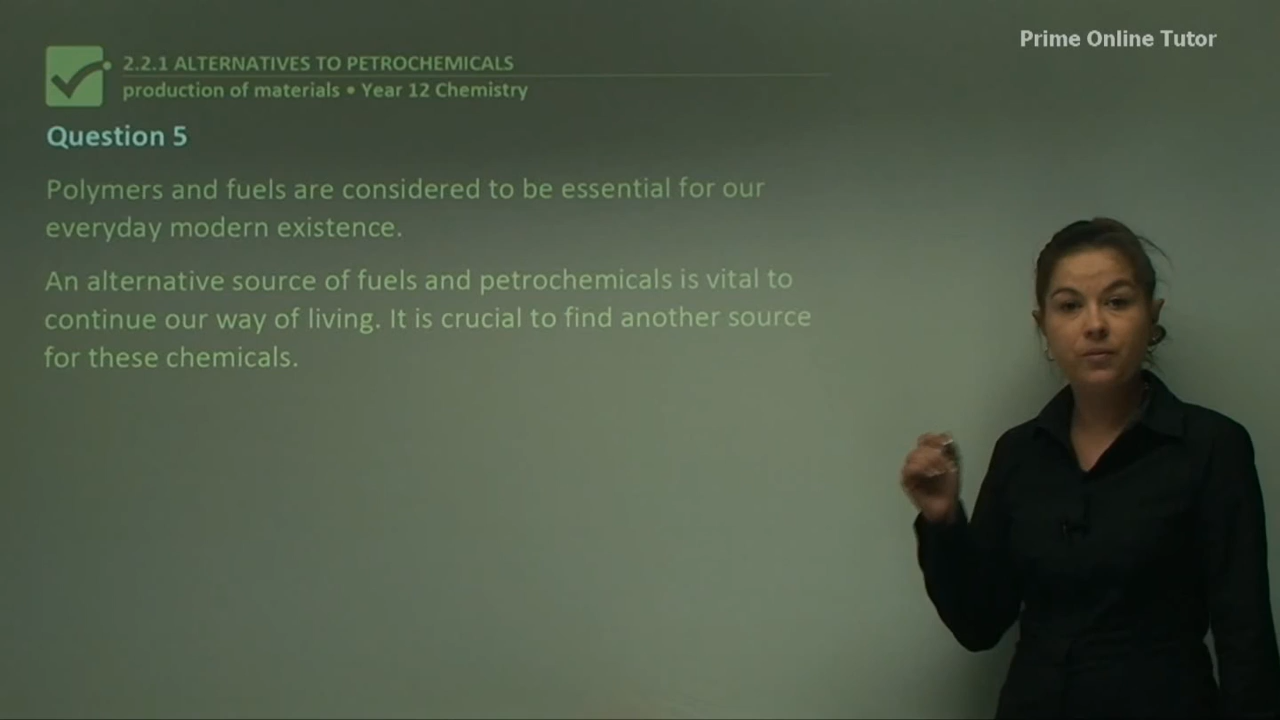 Prime Online Tutor
2.2.1 ALTERNATIVES TO PETROCHEMICALS
production of materials • Year 12 Chemistry
Question 5
Polymers and fuels are considered to be essential for our
everyday modern existence.
An alternative source of fuels and petrochemicals is vital to
continue our way of living. It is crucial to find another source
for these chemicals.